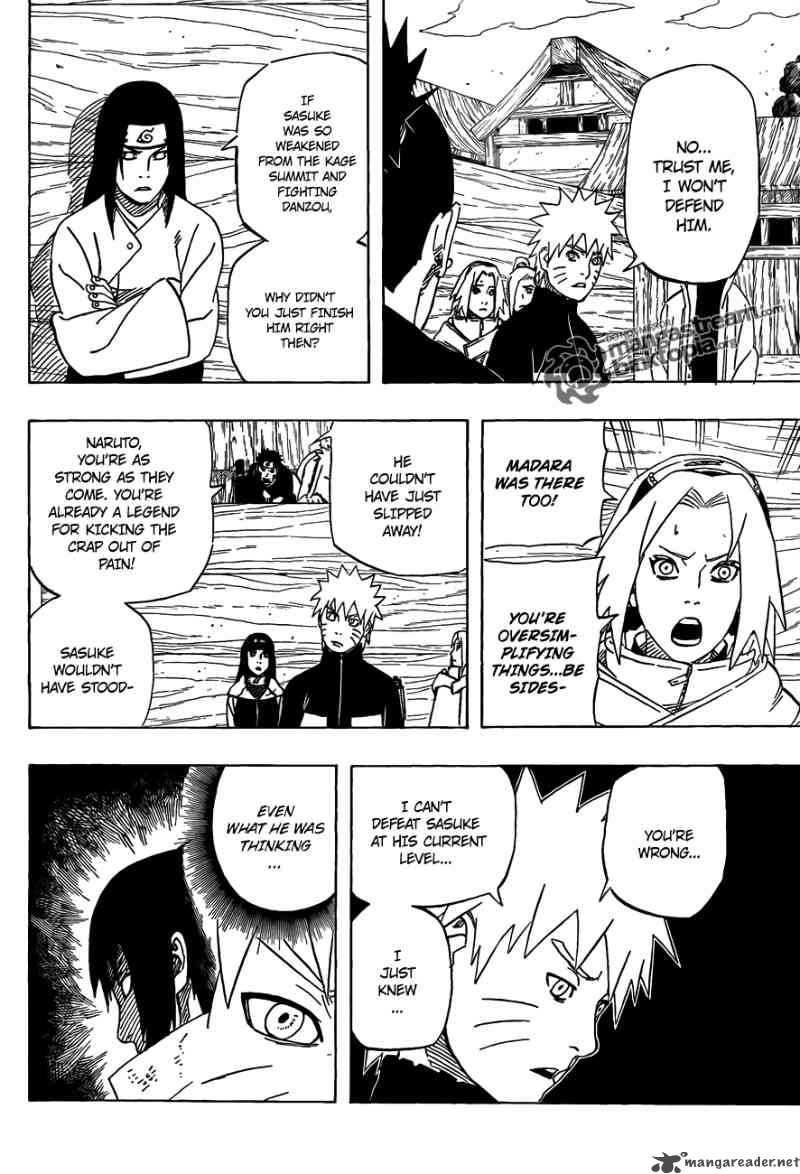 NO...
TRUST ME,
I WON'T
DEFEND
HIM.
IF
SASUKE
WAS SO
WEAKENED
FROM THE KAGE
SUMMIT AND
FIGHTING
DANZOU,
WHY DIDN'T
YOU JUST FINISH
HIM RIGHT
THEN?
MADARA
WAS THERE
TOO!
YOU'RE
OVERSIM-
PLIFYING
THINGS...BE
SIDES-
HE
COULDN'T
HAVE JUST
SLIPPED
AWAY!
NARUTO,
YOU'RE AS
STRONG AS THEY
COME. YOU'RE
ALREADY A LEGEND
FOR KICKING THE
CRAP OUT OF
PAIN!
SASUKE
WOULDN'T
HAVE STOOD-
YOU'RE
WRONG...
I CAN'T
DEFEAT SASUKE
AT HIS CURRENT
LEVEL...
I
JUST
KNEW
...
EVEN
WHAT HE WAS
THINKING
...
mangastream.com
mangareader.net